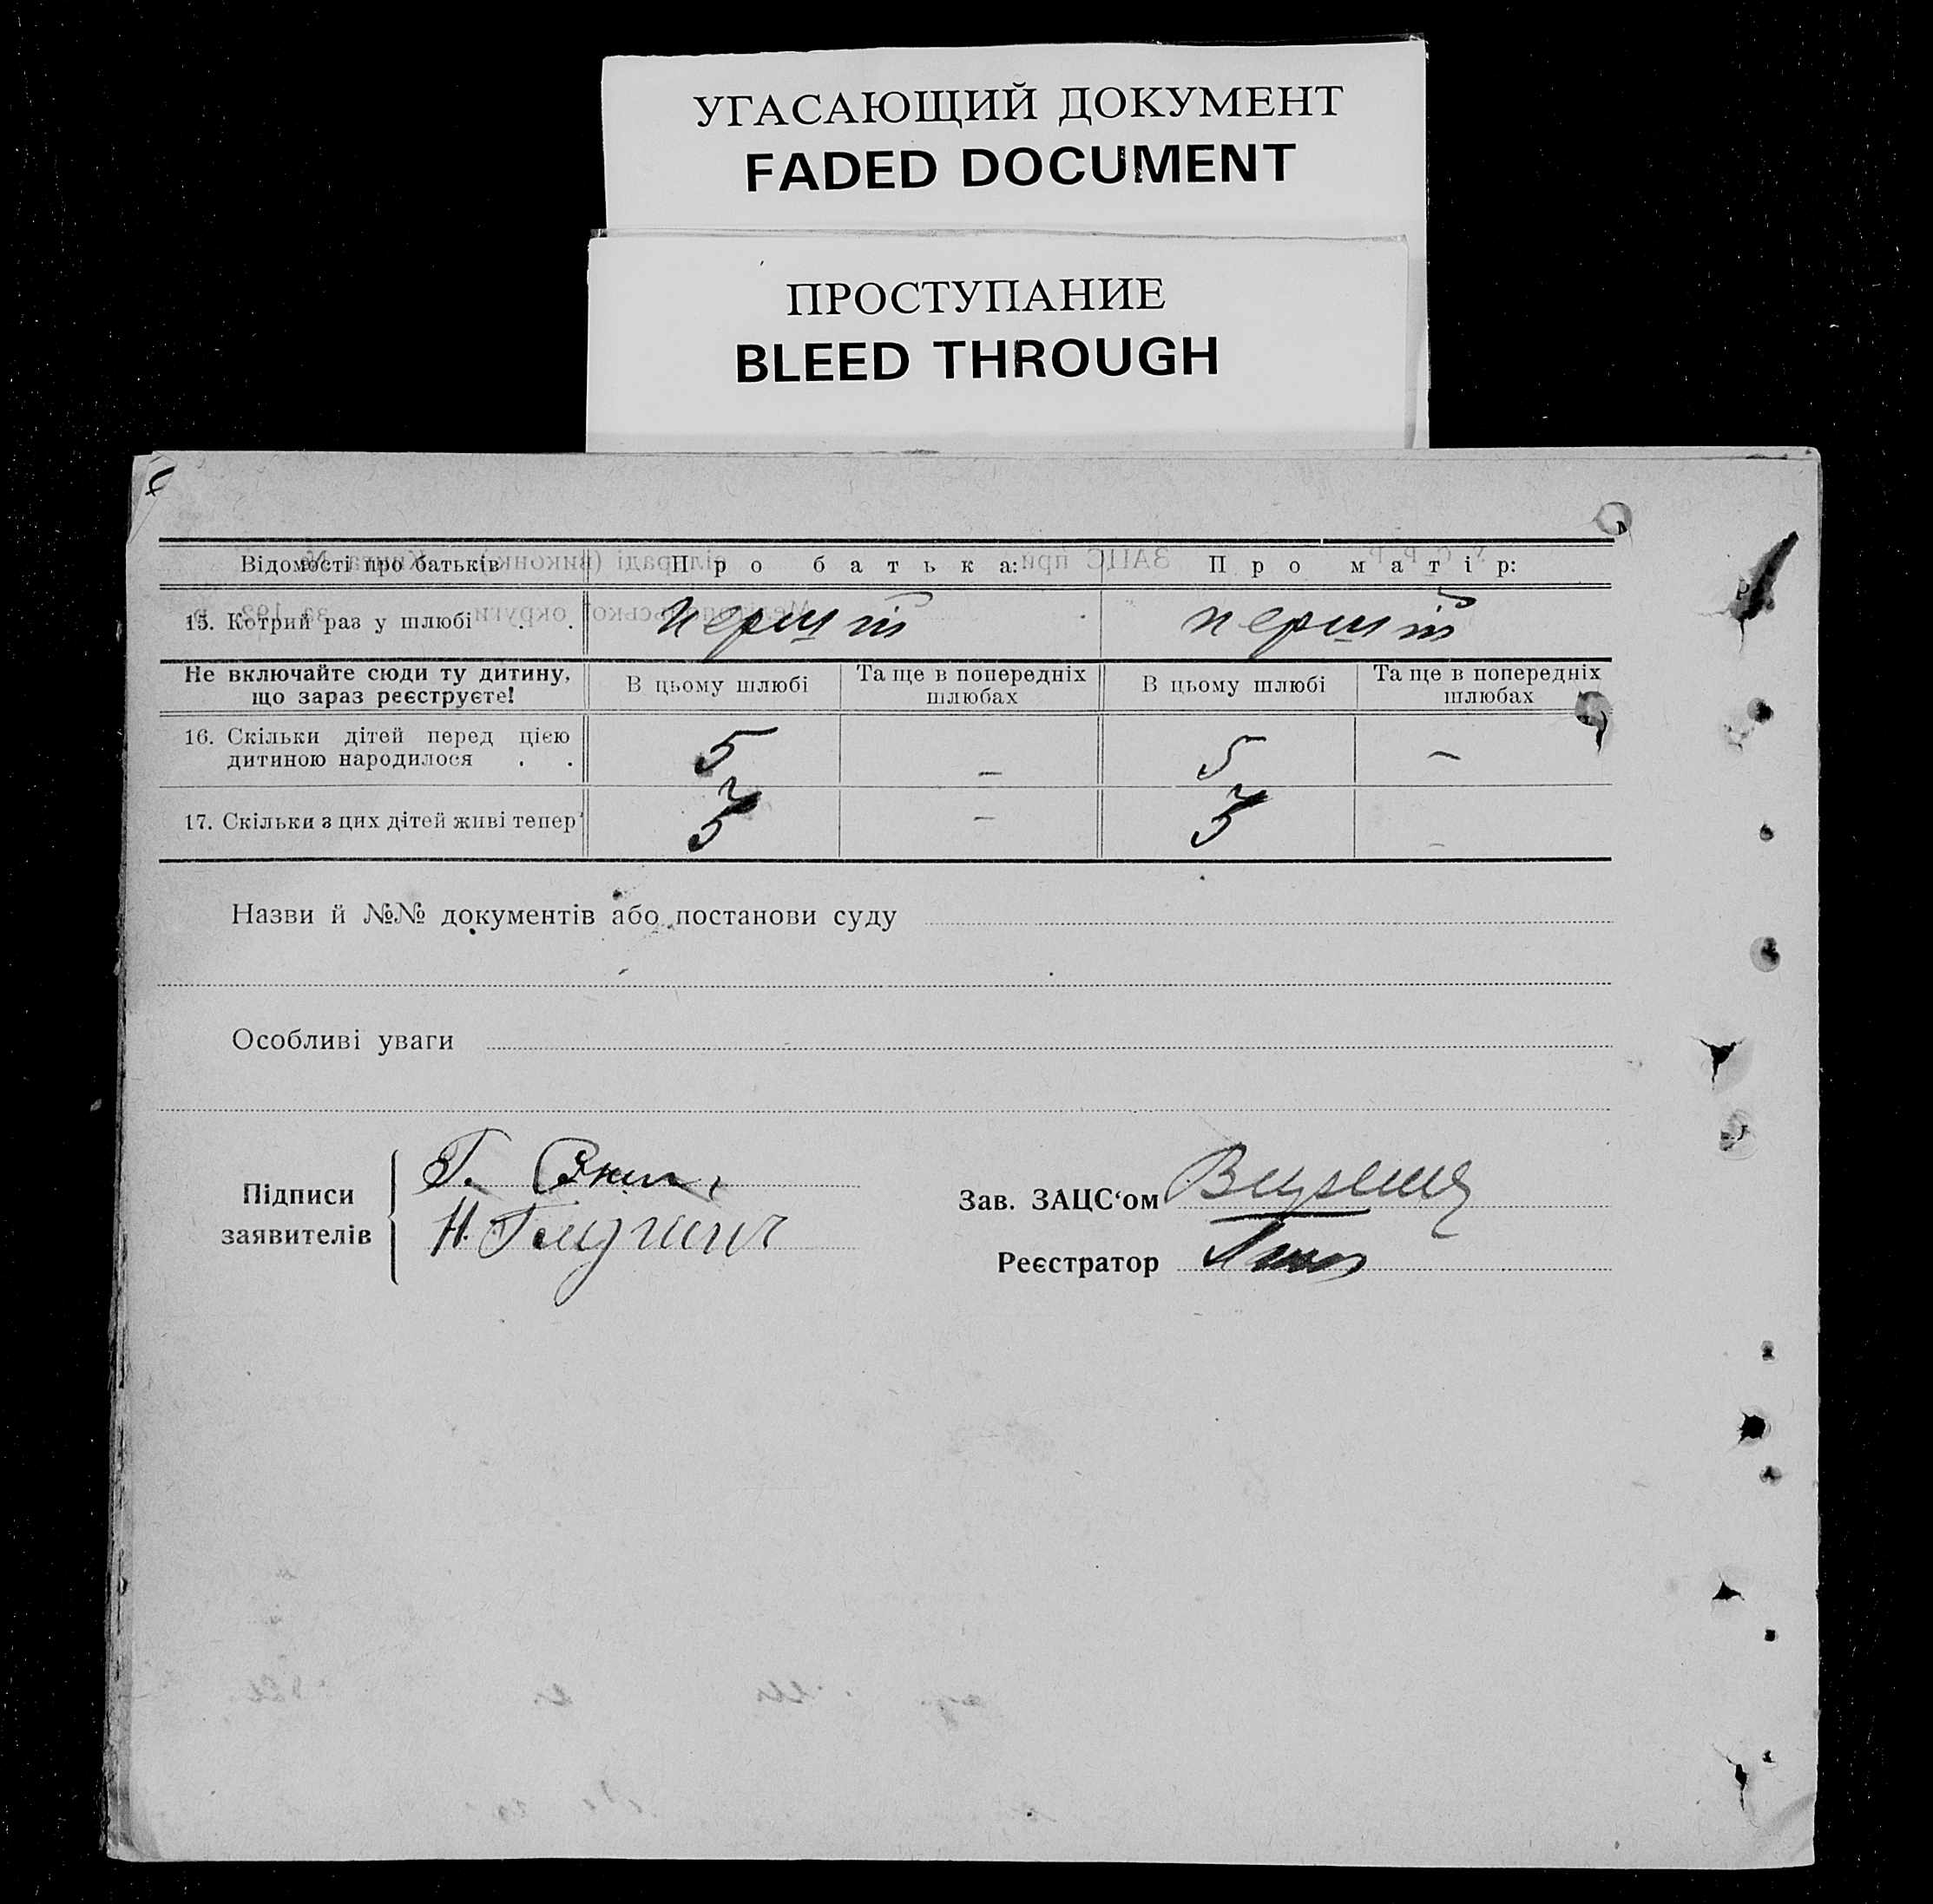 УГАСАЮЩИЙ ДОКУМЕНТ
FADED DOCUMENT
ПРОСТУПАНИЕ
BLEED THROUGH
Відомості про батьків Про батька: Про матір:
15. Котрий раз у шлюбі . . перший перший
Не включайте сюди ту дитину, що зараз реєструєте! В цьому шлюбі Та ще в попередніх шлюбах В цьому шлюбі Та ще в попередніх шлюбах
16. Скільки дітей перед цією
дитиною народилося . . 5 – 5 –
17. Скільки з цих дітей живі тепер – –
Назви й №№ документів або постанови суду
Особливі уваги
Підписи
заявителів
Зав. ЗАЦС‘ом
Реєстратор